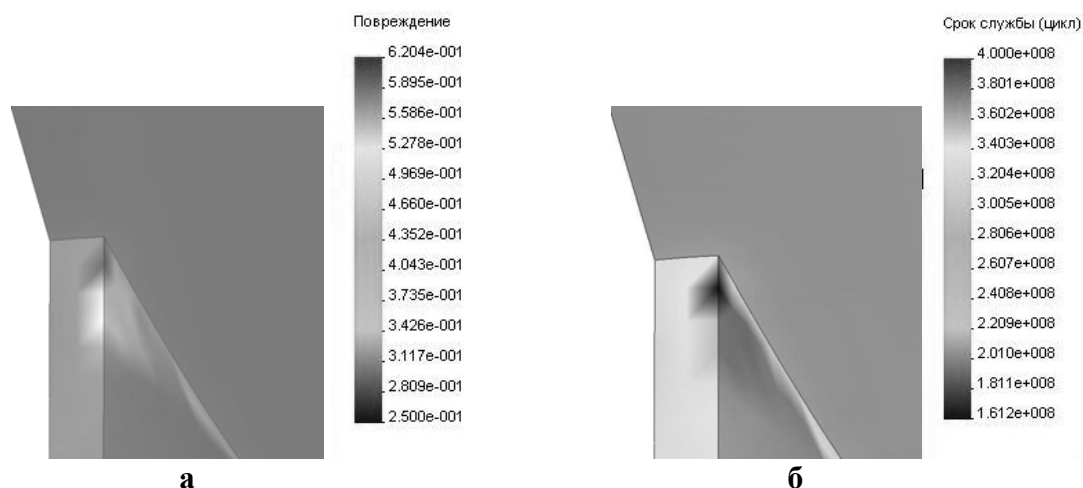 Повреждение
6.204e-001
5.895e-001
5.586e-001
5.278e-001
4.969e-001
4.660e-001
4.352e-001
4.043e-001
3.735e-001
3.426e-001
3.117e-001
2.809e-001
2.500e-001
а
Срок службы (цикл)
4.000e+008
3.801e+008
3.602e+008
3.403e+008
3.204e+008
3.005e+008
2.806e+008
2.607e+008
2.408e+008
2.209e+008
2.010e+008
1.811e+008
1.612e+008
б